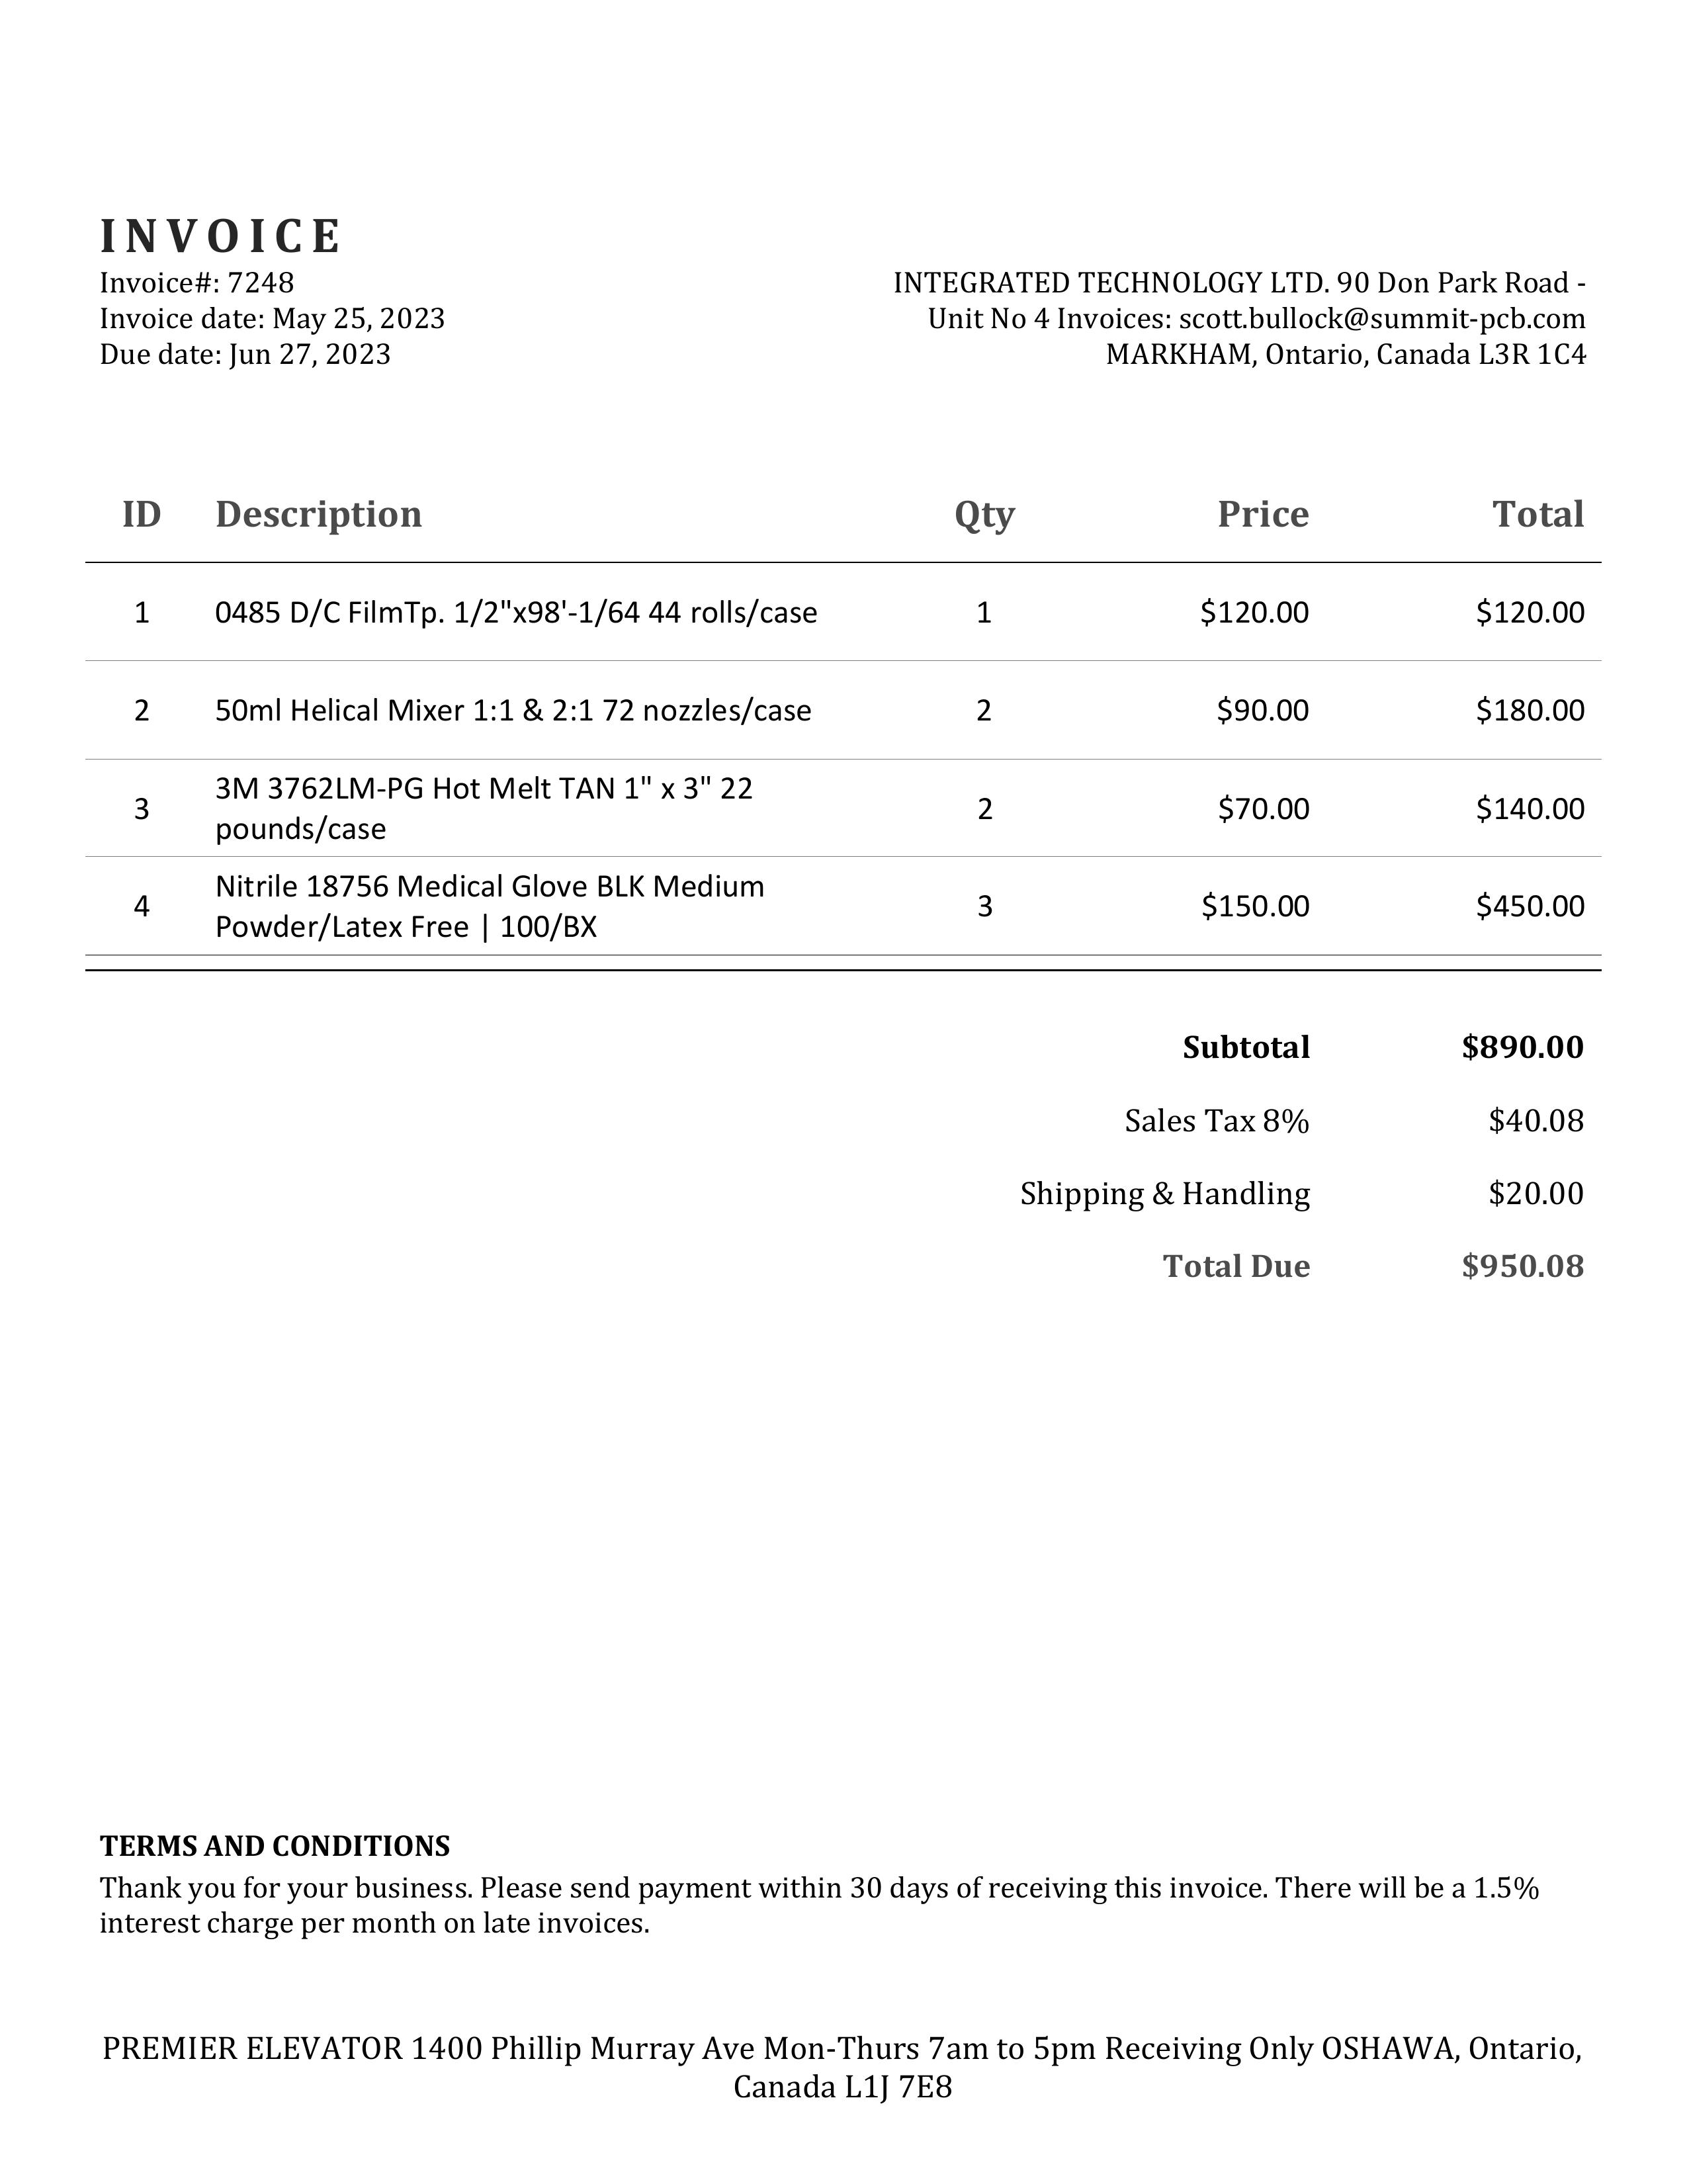 INVOICE
Invoice#: 7248
Invoice date: May 25, 2023
Due date: Jun 27, 2023
INTEGRATED TECHNOLOGY LTD. 90 Don Park Road -
Unit No 4 Invoices: scott.bullock@summit-pcb.com
MARKHAM, Ontario, Canada L3R 1C4
ID Description Qty Price Total
1 0485 D/C FilmTp. 1/2"x98'-1/64 44 rolls/case 1 $120.00 $120.00
2 50ml Helical Mixer 1:1 & 2:1 72 nozzles/case 2 $90.00 $180.00
3 3M 3762LM-PG Hot Melt TAN 1" x 3" 22
pounds/case 2 $70.00 $140.00
4 Nitrile 18756 Medical Glove BLK Medium
Powder/Latex Free | 100/BX 3 $150.00 $450.00
Subtotal $890.00
Sales Tax 8% $40.08
Shipping & Handling $20.00
Total Due $950.08
TERMS AND CONDITIONS
Thank you for your business. Please send payment within 30 days of receiving this invoice. There will be a 1.5%
interest charge per month on late invoices.
PREMIER ELEVATOR 1400 Phillip Murray Ave Mon-Thurs 7am to 5pm Receiving Only OSHAWA, Ontario,
Canada L1J 7E8